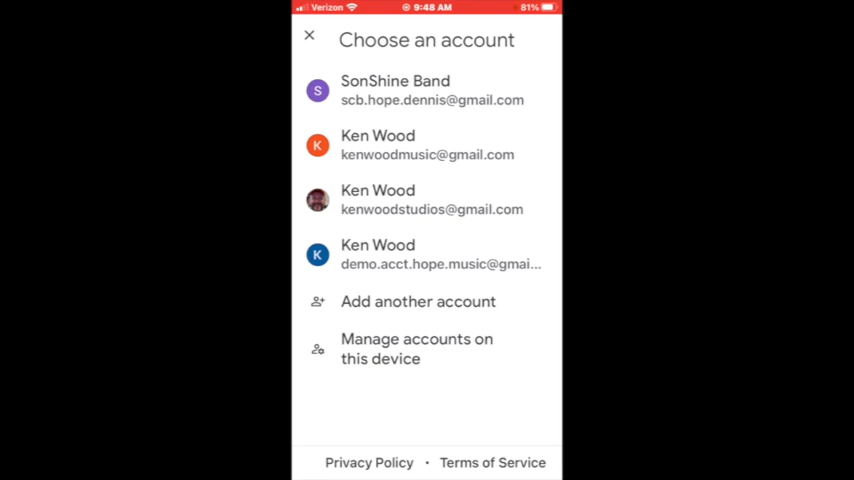 Verizon 9:48 AM 81%
Choose an account
S
SonShine Band
scb.hope.dennis@gmail.com
K
Ken Wood
kenwoodmusic@gmail.com
Ken Wood
kenwoodstudios@gmail.com
K
Ken Wood
demo.acct.hope.music@gmai...
Add another account
Manage accounts on
this device
Privacy Policy • Terms of Service